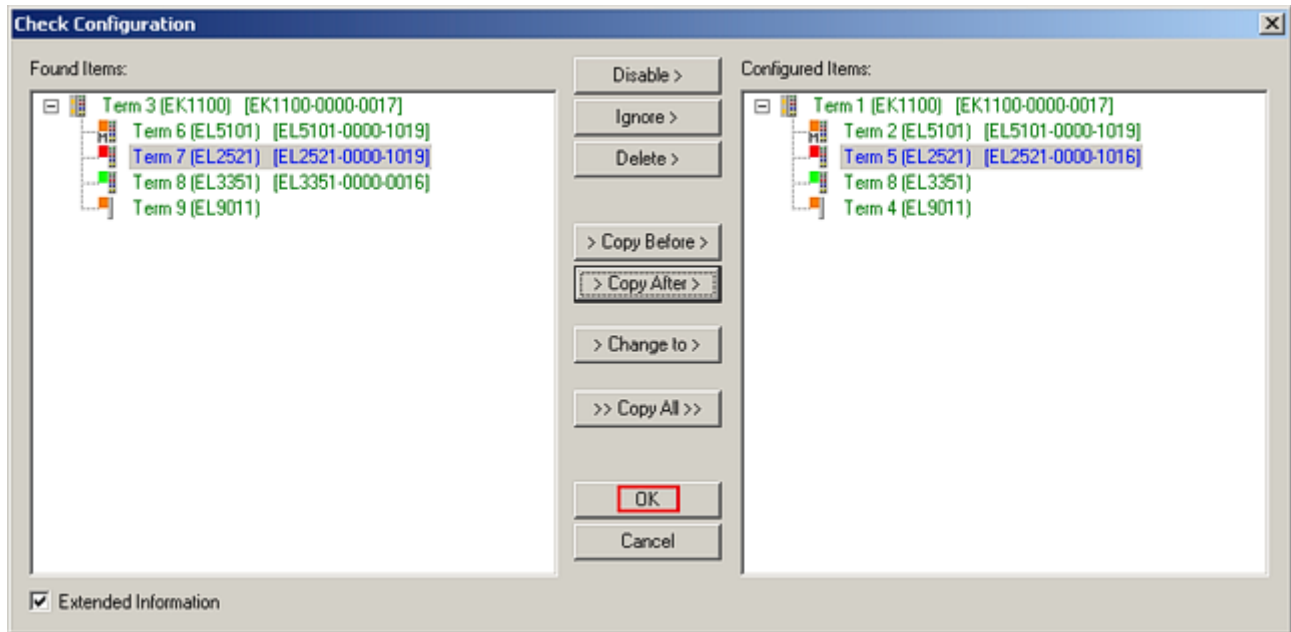 Check Configuration
Found Items:
Term 3 (EK1100) [EK1100-0000-0017]
Term 6 (EL5101) [EL5101-0000-1019]
Term 7 (EL2521) [EL2521-0000-1019]
Term 8 (EL3351) [EL3351-0000-0016]
Term 9 (EL9011)
Disable >
Ignore >
Delete >
> Copy Before >
> Copy After >
> Change to >
>> Copy All >>
OK
Cancel
Configured Items:
Term 1 (EK1100) [EK1100-0000-0017]
Term 2 (EL5101) [EL5101-0000-1019]
Term 5 (EL2521) [EL2521-0000-1016]
Term 8 (EL3351)
Term 4 (EL9011)
Extended Information